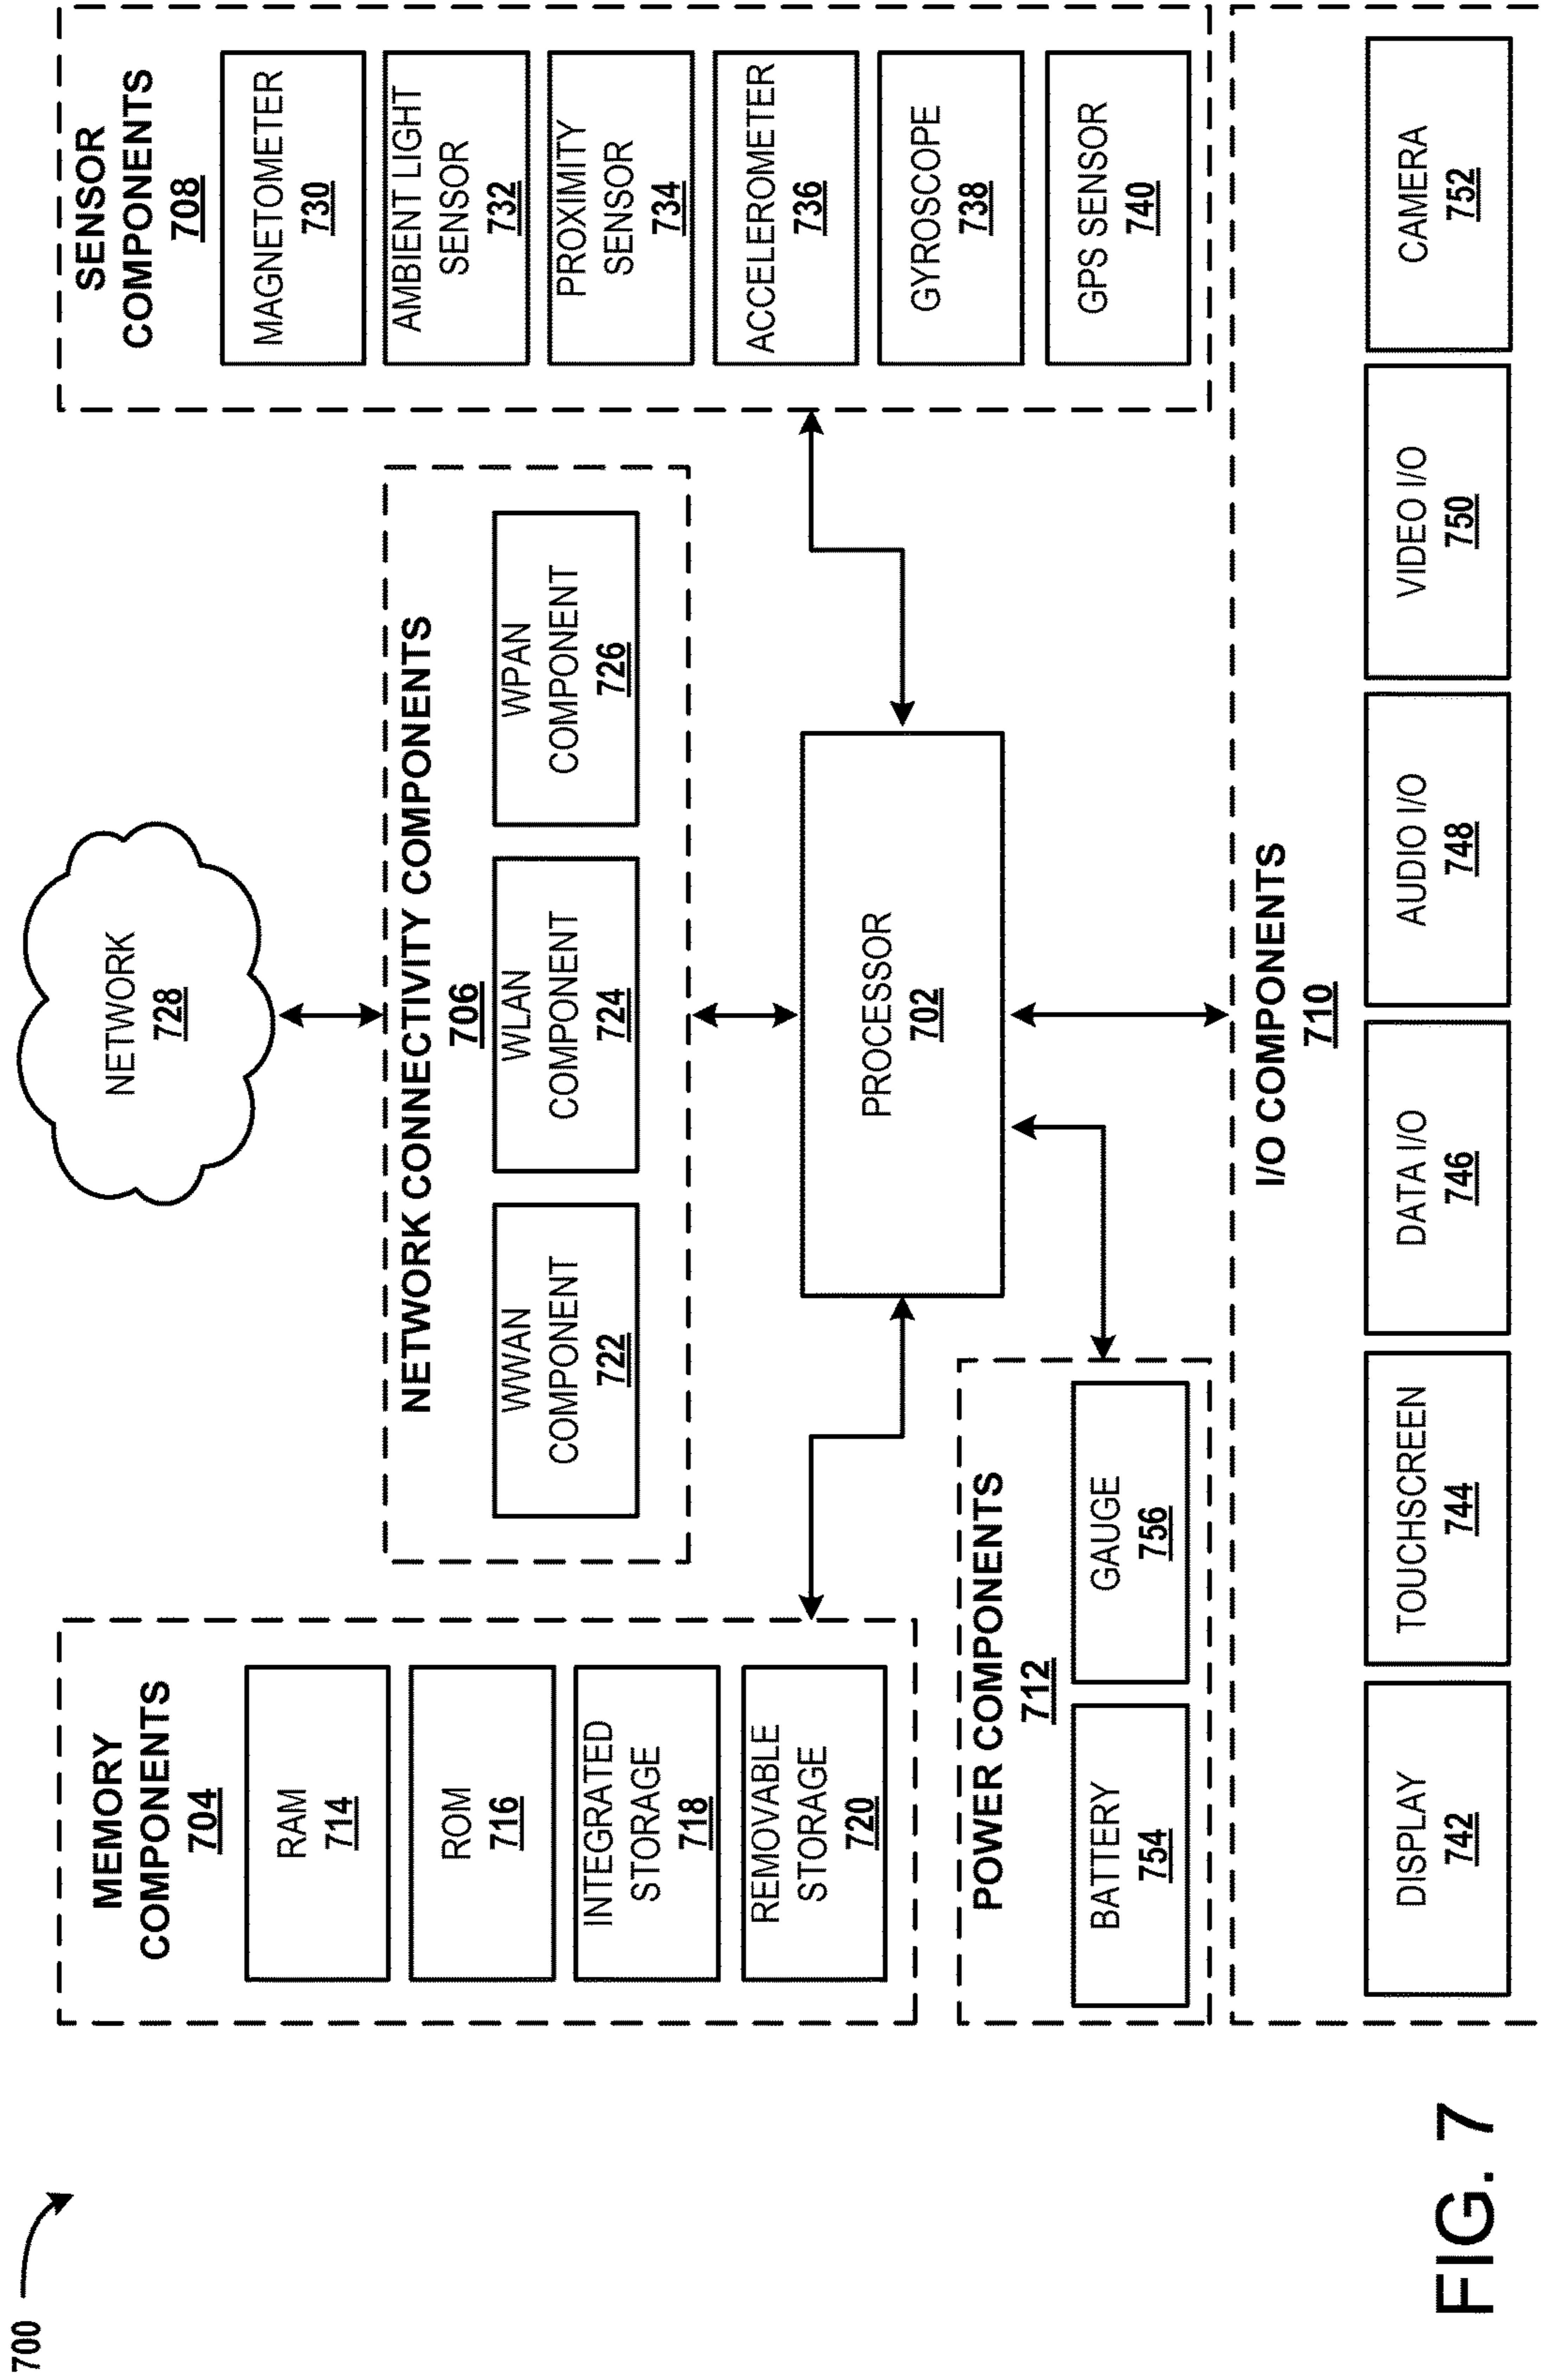 700
NETWORK
728
MEMORY
COMPONENTS
704
RAM
714
ROM
716
INTEGRATED
STORAGE
718
REMOVABLE
STORAGE
720
NETWORK CONNECTIVITY COMPONENTS
706
WWAN
COMPONENT
722
WLAN
COMPONENT
724
WPAN
COMPONENT
726
SENSOR
COMPONENTS
708
MAGNETOMETER
730
AMBIENT LIGHT
SENSOR
732
PROXIMITY
SENSOR
734
ACCELEROMETER
736
GYROSCOPE
738
GPS SENSOR
740
PROCESSOR
702
POWER COMPONENTS
712
BATTERY
754
GAUGE
756
I/O COMPONENTS
710
DISPLAY
742
TOUCHSCREEN
744
DATA I/O
746
AUDIO I/O
748
VIDEO I/O
750
CAMERA
752
FIG. 7